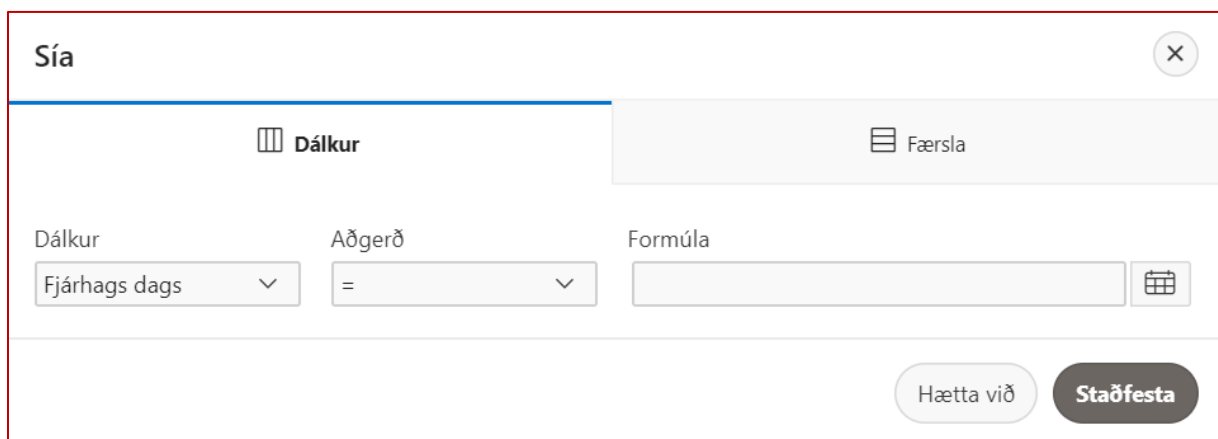 Sía
Dálkur Færsla
Dálkur Aðgerð Formúla
Fjárhags dags =
Hætta við Staðfesta